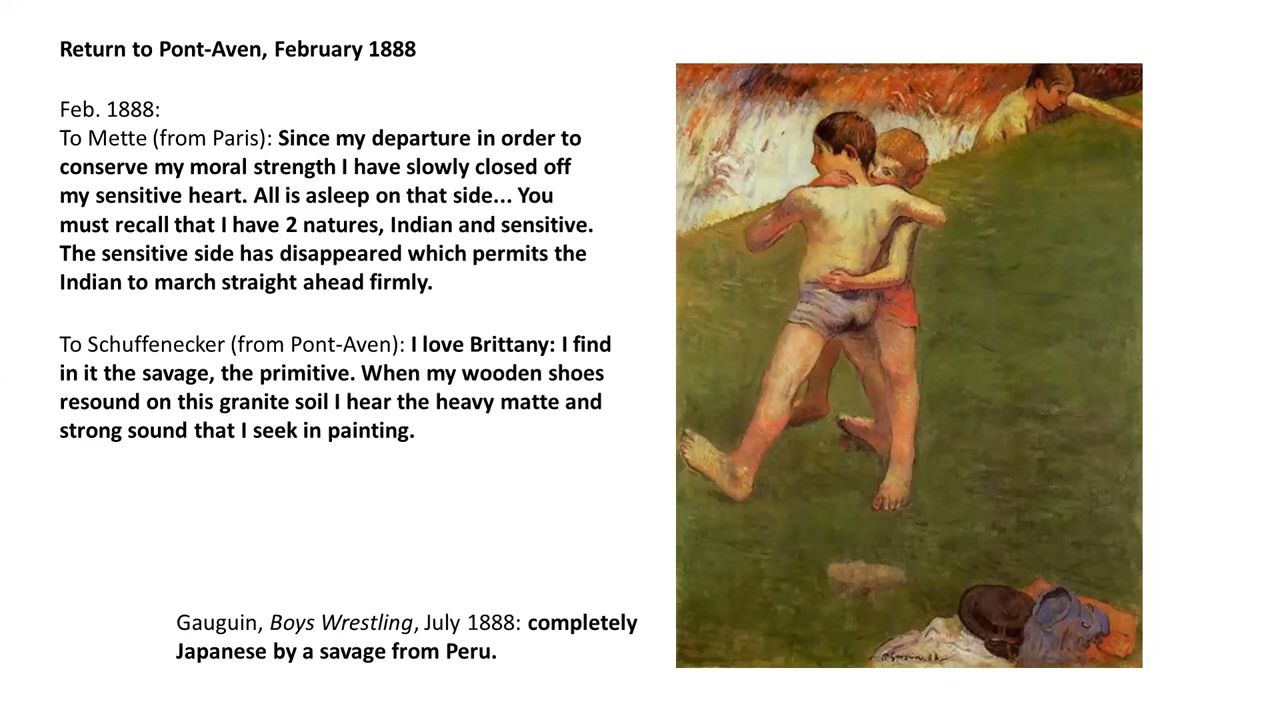 Return to Pont-Aven, February 1888
Feb. 1888:
To Mette (from Paris): Since my departure in order to
conserve my moral strength I have slowly closed off
my sensitive heart. All is asleep on that side... You
must recall that I have 2 natures, Indian and sensitive.
The sensitive side has disappeared which permits the
Indian to march straight ahead firmly.
To Schuffenecker (from Pont-Aven): I love Brittany: I find
in it the savage, the primitive. When my wooden shoes
resound on this granite soil I hear the heavy matte and
strong sound that I seek in painting.
Gauguin, Boys Wrestling, July 1888: completely
Japanese by a savage from Peru.